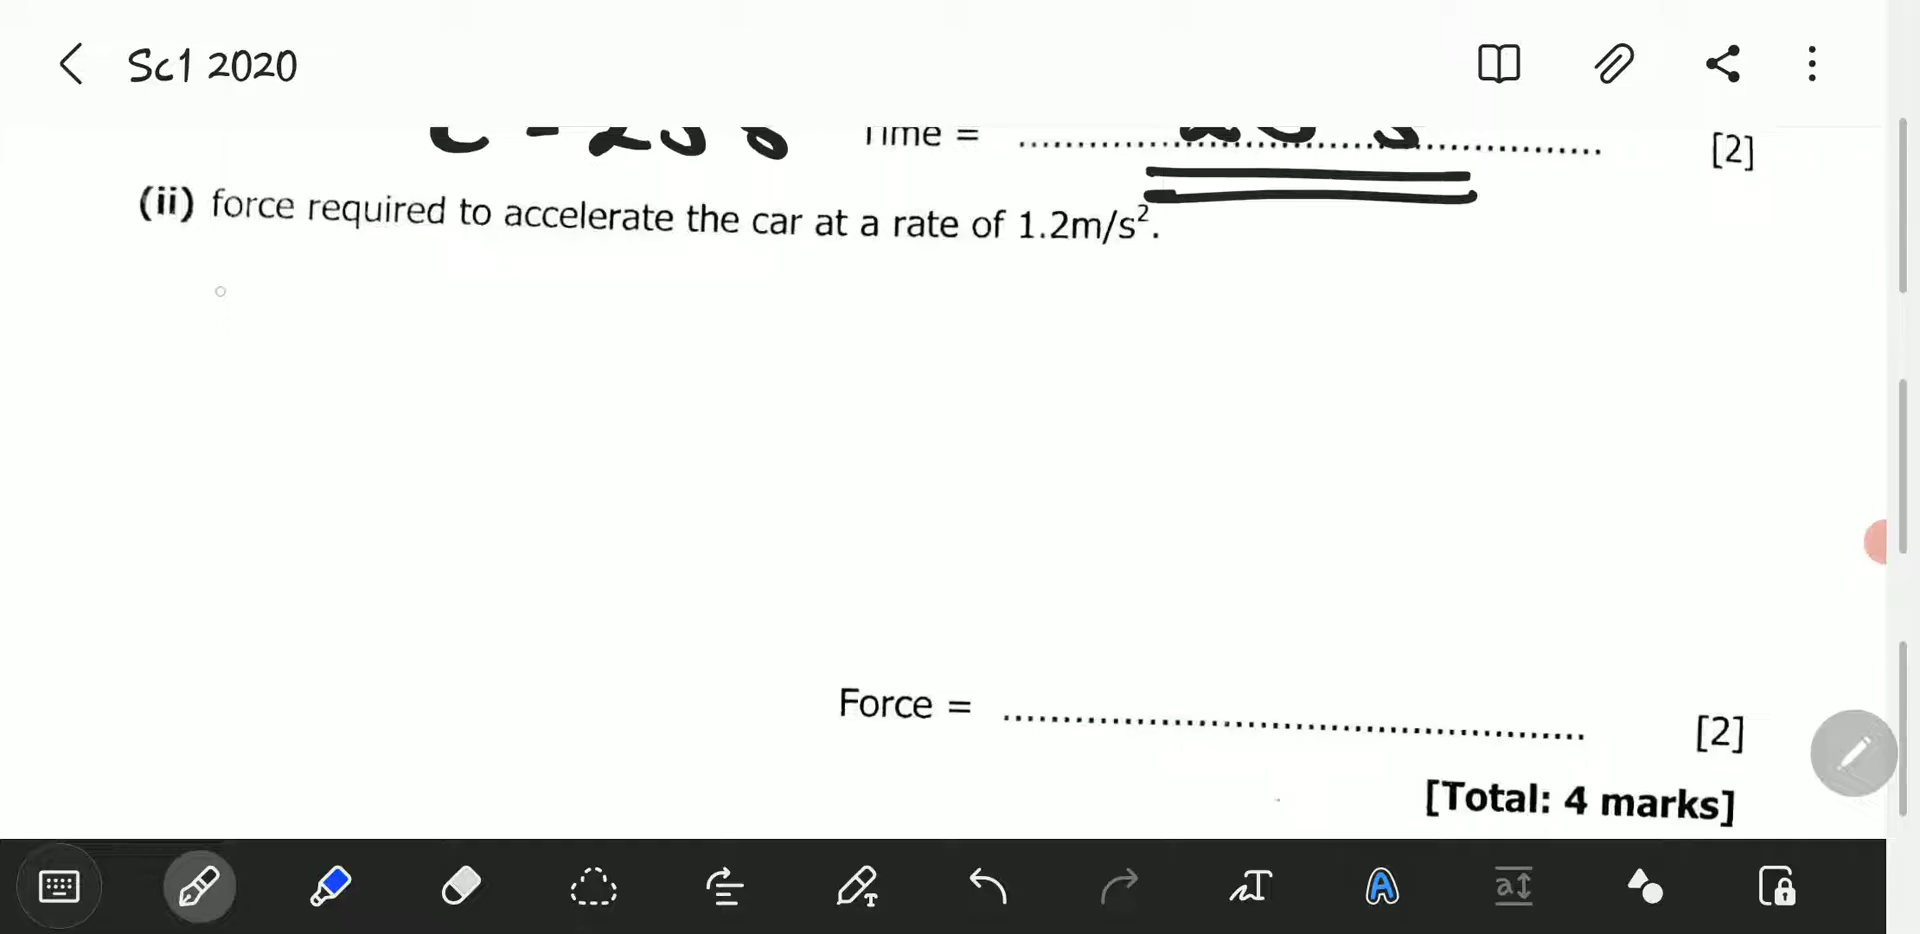 Sc1 2020
Time = [2]
(ii) force required to accelerate the car at a rate of 1.2m/s².
Force = ........................................ [2]
[Total: 4 marks]